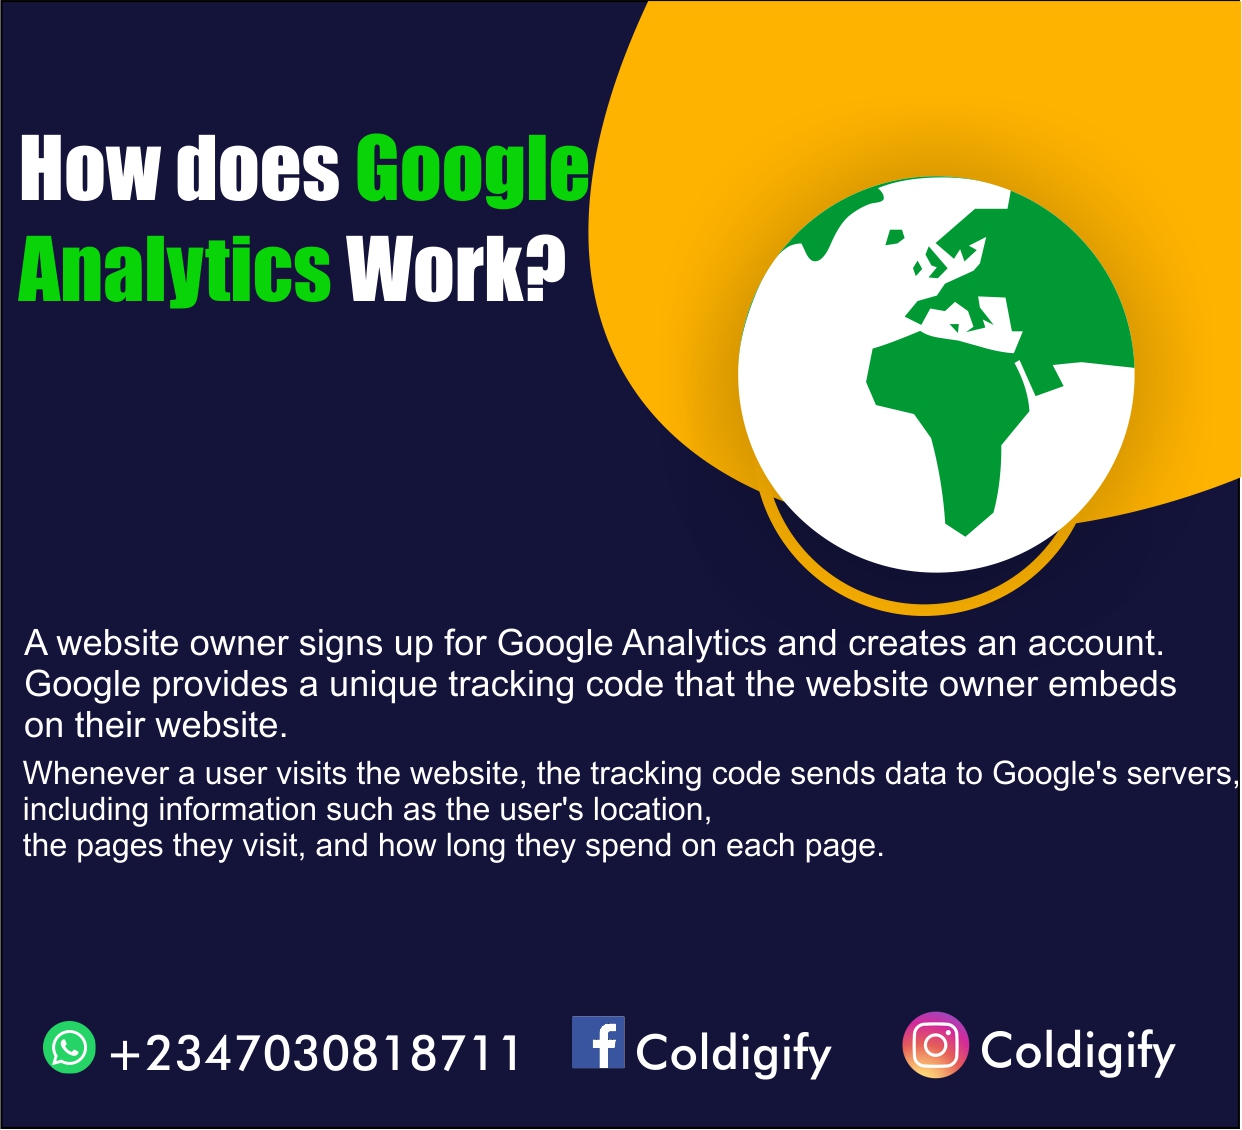 How does Google
Analytics Work?
A website owner signs up for Google Analytics and creates an account.
Google provides a unique tracking code that the website owner embeds
on their website.
Whenever a user visits the website, the tracking code sends data to Google's servers,
including information such as the user's location,
the pages they visit, and how long they spend on each page.
+2347030818711 Coldigify Coldigify